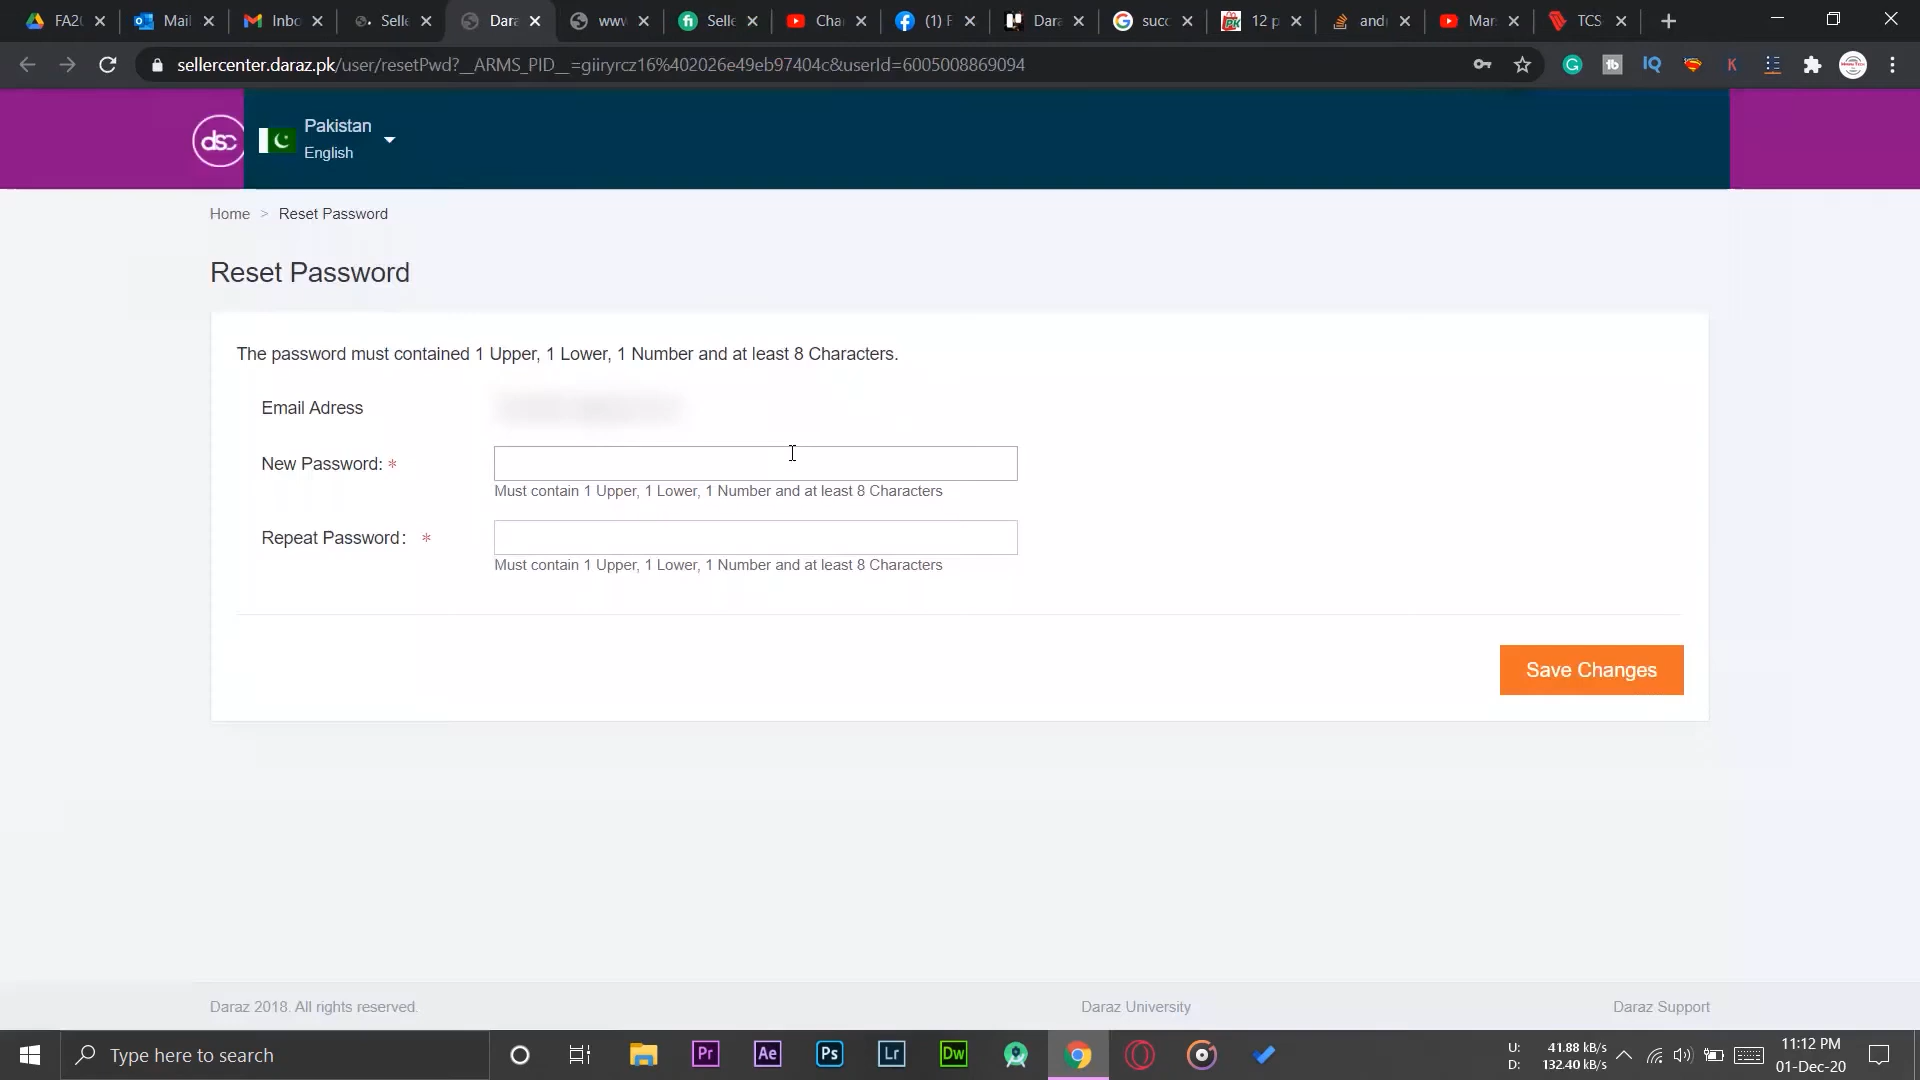 FA20
Mail
Inbo
Selle
Dara
www
Selle
Cha
(1) F
Dara
succ
12 p
and
Mar
TCS
sellercenter.daraz.pk/user/resetPwd?__ARMS_PID__=giiryrcz16%402026e49eb97404c&userId=6005008869094
dsc
Pakistan
English
Home > Reset Password
Reset Password
The password must contained 1 Upper, 1 Lower, 1 Number and at least 8 Characters.
Email Adress
New Password: *
Must contain 1 Upper, 1 Lower, 1 Number and at least 8 Characters
Repeat Password: *
Must contain 1 Upper, 1 Lower, 1 Number and at least 8 Characters
Save Changes
Daraz 2018. All rights reserved.
Daraz University
Daraz Support
Type here to search
Pr
Ae
Ps
Lr
Dw
U: 41.88 kB/s
D: 132.40 kB/s
11:12 PM
01-Dec-20